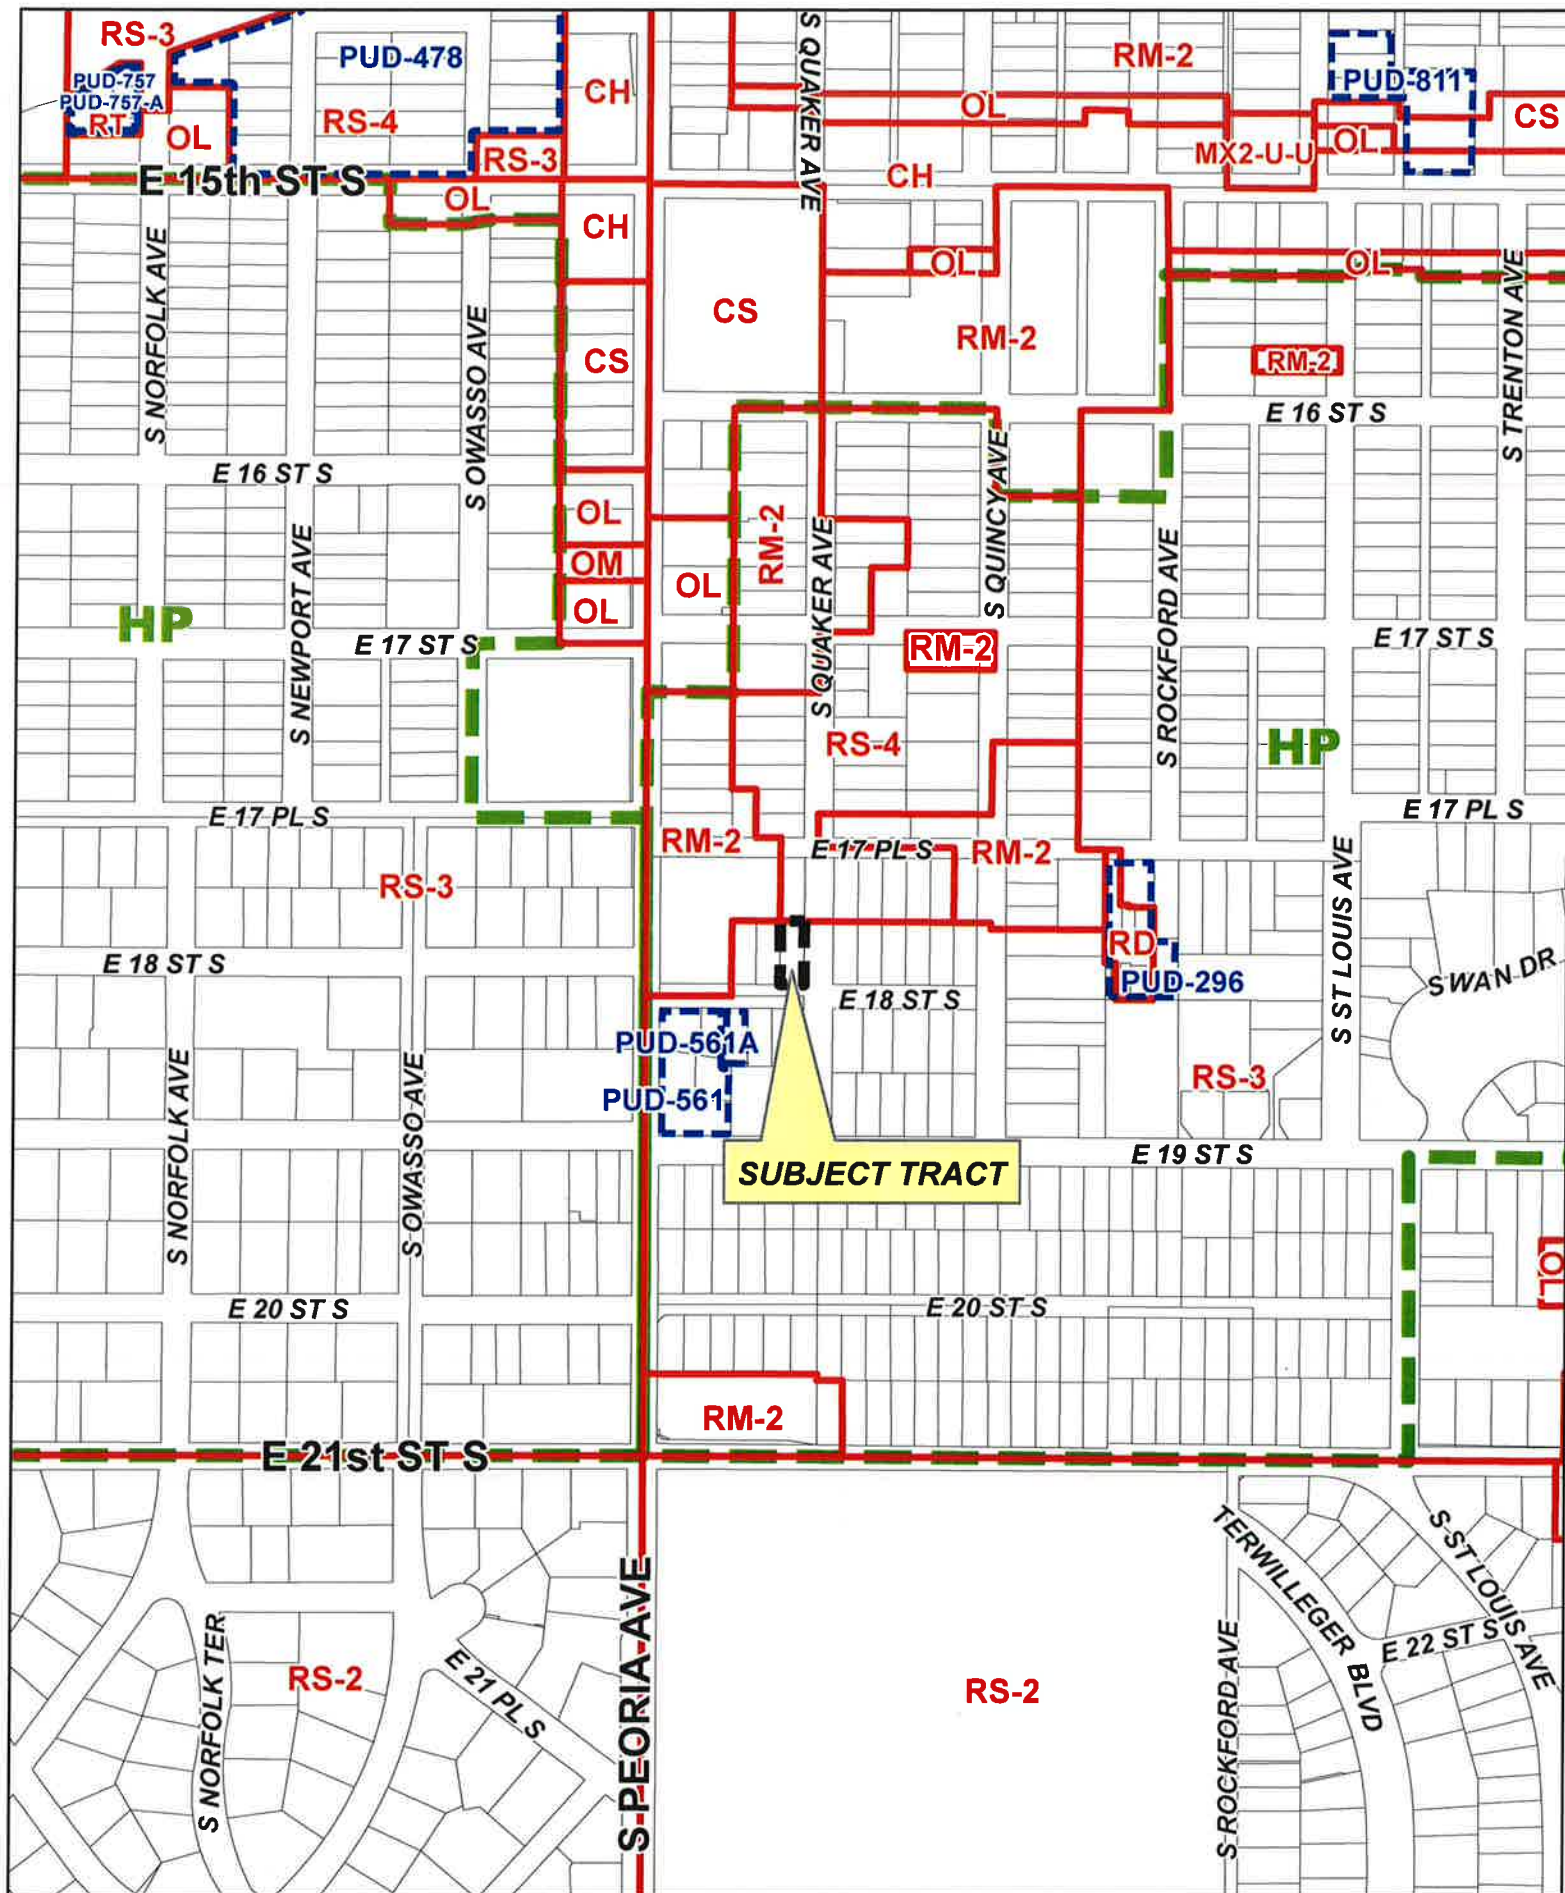 RS-3
PUD-757
PUD-757-A
RT
OL
PUD-478
RS-4
RS-3
CH
S QUAKER AVE
RM-2
OL
CH
MX2-U-U
OL
PUD-811
CS
E 15th ST S
OL
CH
CS
CS
OL
RM-2
OL
RM-2
S NORFOLK AVE
S OWASSO AVE
S TRENTON AVE
E 16 ST S
E 16 ST S
OL
OM
OL
OL
RM-2
S QUAKER AVE
S QUINCY AVE
S ROCKFORD AVE
HP
S NEWPORT AVE
E 17 ST S
RM-2
E 17 ST S
RS-4
HP
E 17 PL S
E 17 PL S
RM-2
E 17 PL S
RM-2
RS-3
S ST LOUIS AVE
RD
PUD-296
SWAN DR
E 18 ST S
E 18 ST S
PUD-561A
PUD-561
RS-3
S NORFOLK AVE
S OWASSO AVE
SUBJECT TRACT
E 19 ST S
OL
E 20 ST S
E 20 ST S
RM-2
E 21st ST S
S PEORIA AVE
S NORFOLK TER
RS-2
E 21 PL S
RS-2
S ROCKFORD AVE
TERWILLEGER BLVD
S ST LOUIS AVE
E 22 ST S